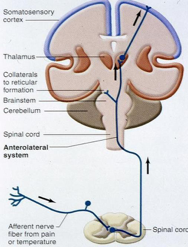 Somatosensory
cortex
Thalamus
Collaterals
to reticular
formation
Brainstem
Cerebellum
Spinal cord
Anterolateral
system
Afferent nerve
fiber from pain
or temperature
Spinal cord